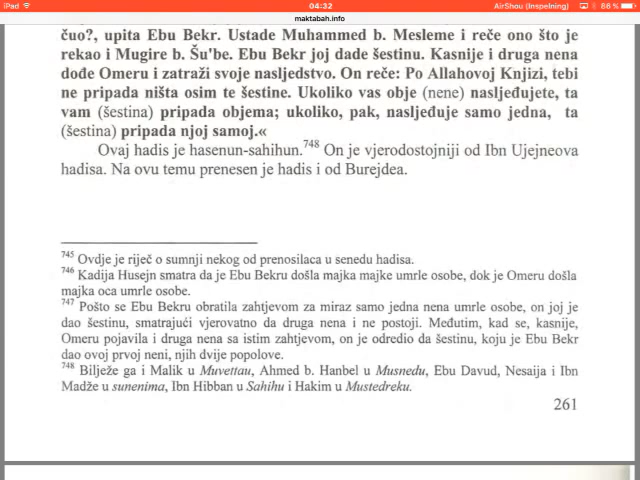 iPad
04:32
AirShou (Inspelning)
86 %
maktabah.info
čuo?, upita Ebu Bekr. Ustade Muhammed b. Mesleme i reče ono što je
rekao i Mugire b. Šu'be. Ebu Bekr joj dade šestinu. Kasnije i druga nena
dođe Omeru i zatraži svoje nasljedstvo. On reče: Po Allahovoj Knjizi, tebi
ne pripada ništa osim te šestine. Ukoliko vas obje (nene) nasljeđujete, ta
vam (šestina) pripada objema; ukoliko, pak, nasljeđuje samo jedna, ta
(šestina) pripada njoj samoj.«
Ovaj hadis je hasenun-sahihun.748 On je vjerodostojniji od Ibn Ujejneova
hadisa. Na ovu temu prenesen je hadis i od Burejdea.
745 Ovdje je riječ o sumnji nekog od prenosilaca u senedu hadisa.
746 Kadija Husejn smatra da je Ebu Bekru došla majka majke umrle osobe, dok je Omeru došla
majka oca umrle osobe.
747 Pošto se Ebu Bekru obratila zahtjevom za miraz samo jedna nena umrle osobe, on joj je
dao šestinu, smatrajući vjerovatno da druga nena i ne postoji. Međutim, kad se, kasnije,
Omeru pojavila i druga nena sa istim zahtjevom, on je odredio da šestinu, koju je Ebu Bekr
dao ovoj prvoj neni, njih dvije popolove.
748 Bilježe ga i Malik u Muvettau, Ahmed b. Hanbel u Musnedu, Ebu Davud, Nesaija i Ibn
Madže u sunenima, Ibn Hibban u Sahihu i Hakim u Mustedreku.
261